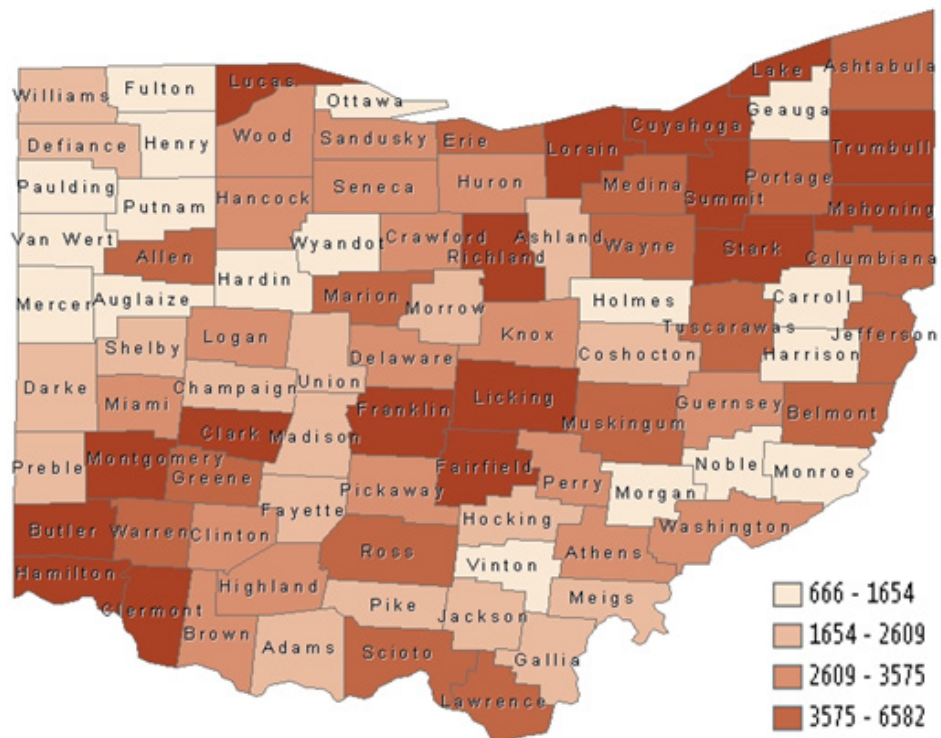 Ashtabula
Lake
Lucas
Fulton
Williams
Ottawa
Geauga
Cuyahoga
Wood
Sandusky
Erie
Henry
Defiance
Lorain
Trumbull
Portage
Paulding
Seneca
Huron
Medina
Hancock
Summit
Putnam
Mahoning
Van Wert
Wyandot
Crawford
Ashland
Wayne
Stark
Allen
Richland
Columbiana
Hardin
Mercer
Auglaize
Marion
Morrow
Holmes
Carroll
Tuscarawas
Jefferson
Logan
Knox
Shelby
Delaware
Coshocton
Harrison
Union
Darke
Champaign
Miami
Licking
Guernsey
Franklin
Belmont
Muskingum
Clark
Madison
Montgomery
Preble
Fairfield
Noble
Monroe
Greene
Perry
Pickaway
Morgan
Fayette
Hocking
Washington
Butler
Warren
Clinton
Ross
Athens
Vinton
Hamilton
Highland
Meigs
Clermont
Pike
Jackson
Brown
Adams
Scioto
Gallia
Lawrence
666 - 1654
1654 - 2609
2609 - 3575
3575 - 6582